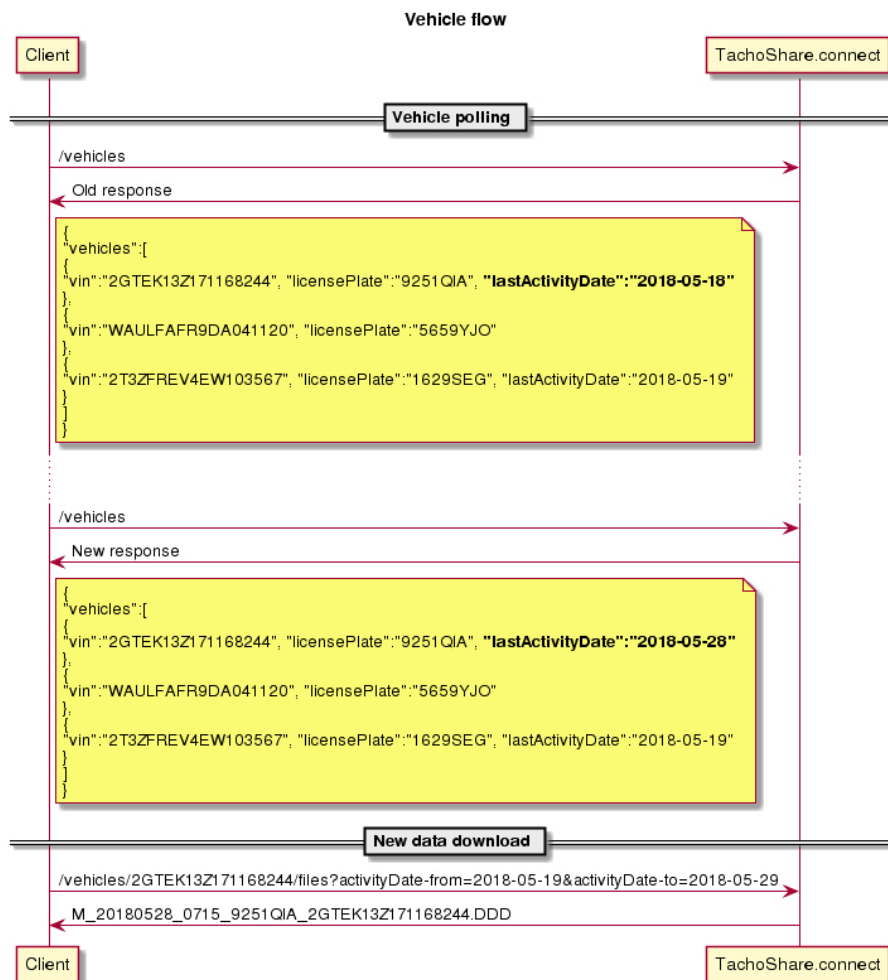 Vehicle flow
Client
TachoShare.connect
Vehicle polling
/vehicles
Old response
{
"vehicles":[
{
"vin":"2GTEK13Z171168244", "licensePlate":"9251QIA", "lastActivityDate":"2018-05-18"
},
{
"vin":"WAULFAFR9DA041120", "licensePlate":"5659YJO"
},
{
"vin":"2T3ZFREV4EW103567", "licensePlate":"1629SEG", "lastActivityDate":"2018-05-19"
}
]
}
/vehicles
New response
{
"vehicles":[
{
"vin":"2GTEK13Z171168244", "licensePlate":"9251QIA", "lastActivityDate":"2018-05-28"
},
{
"vin":"WAULFAFR9DA041120", "licensePlate":"5659YJO"
},
{
"vin":"2T3ZFREV4EW103567", "licensePlate":"1629SEG", "lastActivityDate":"2018-05-19"
}
]
}
New data download
/vehicles/2GTEK13Z171168244/files?activityDate-from=2018-05-19&activityDate-to=2018-05-29
M_20180528_0715_9251QIA_2GTEK13Z171168244.DDD
Client
TachoShare.connect